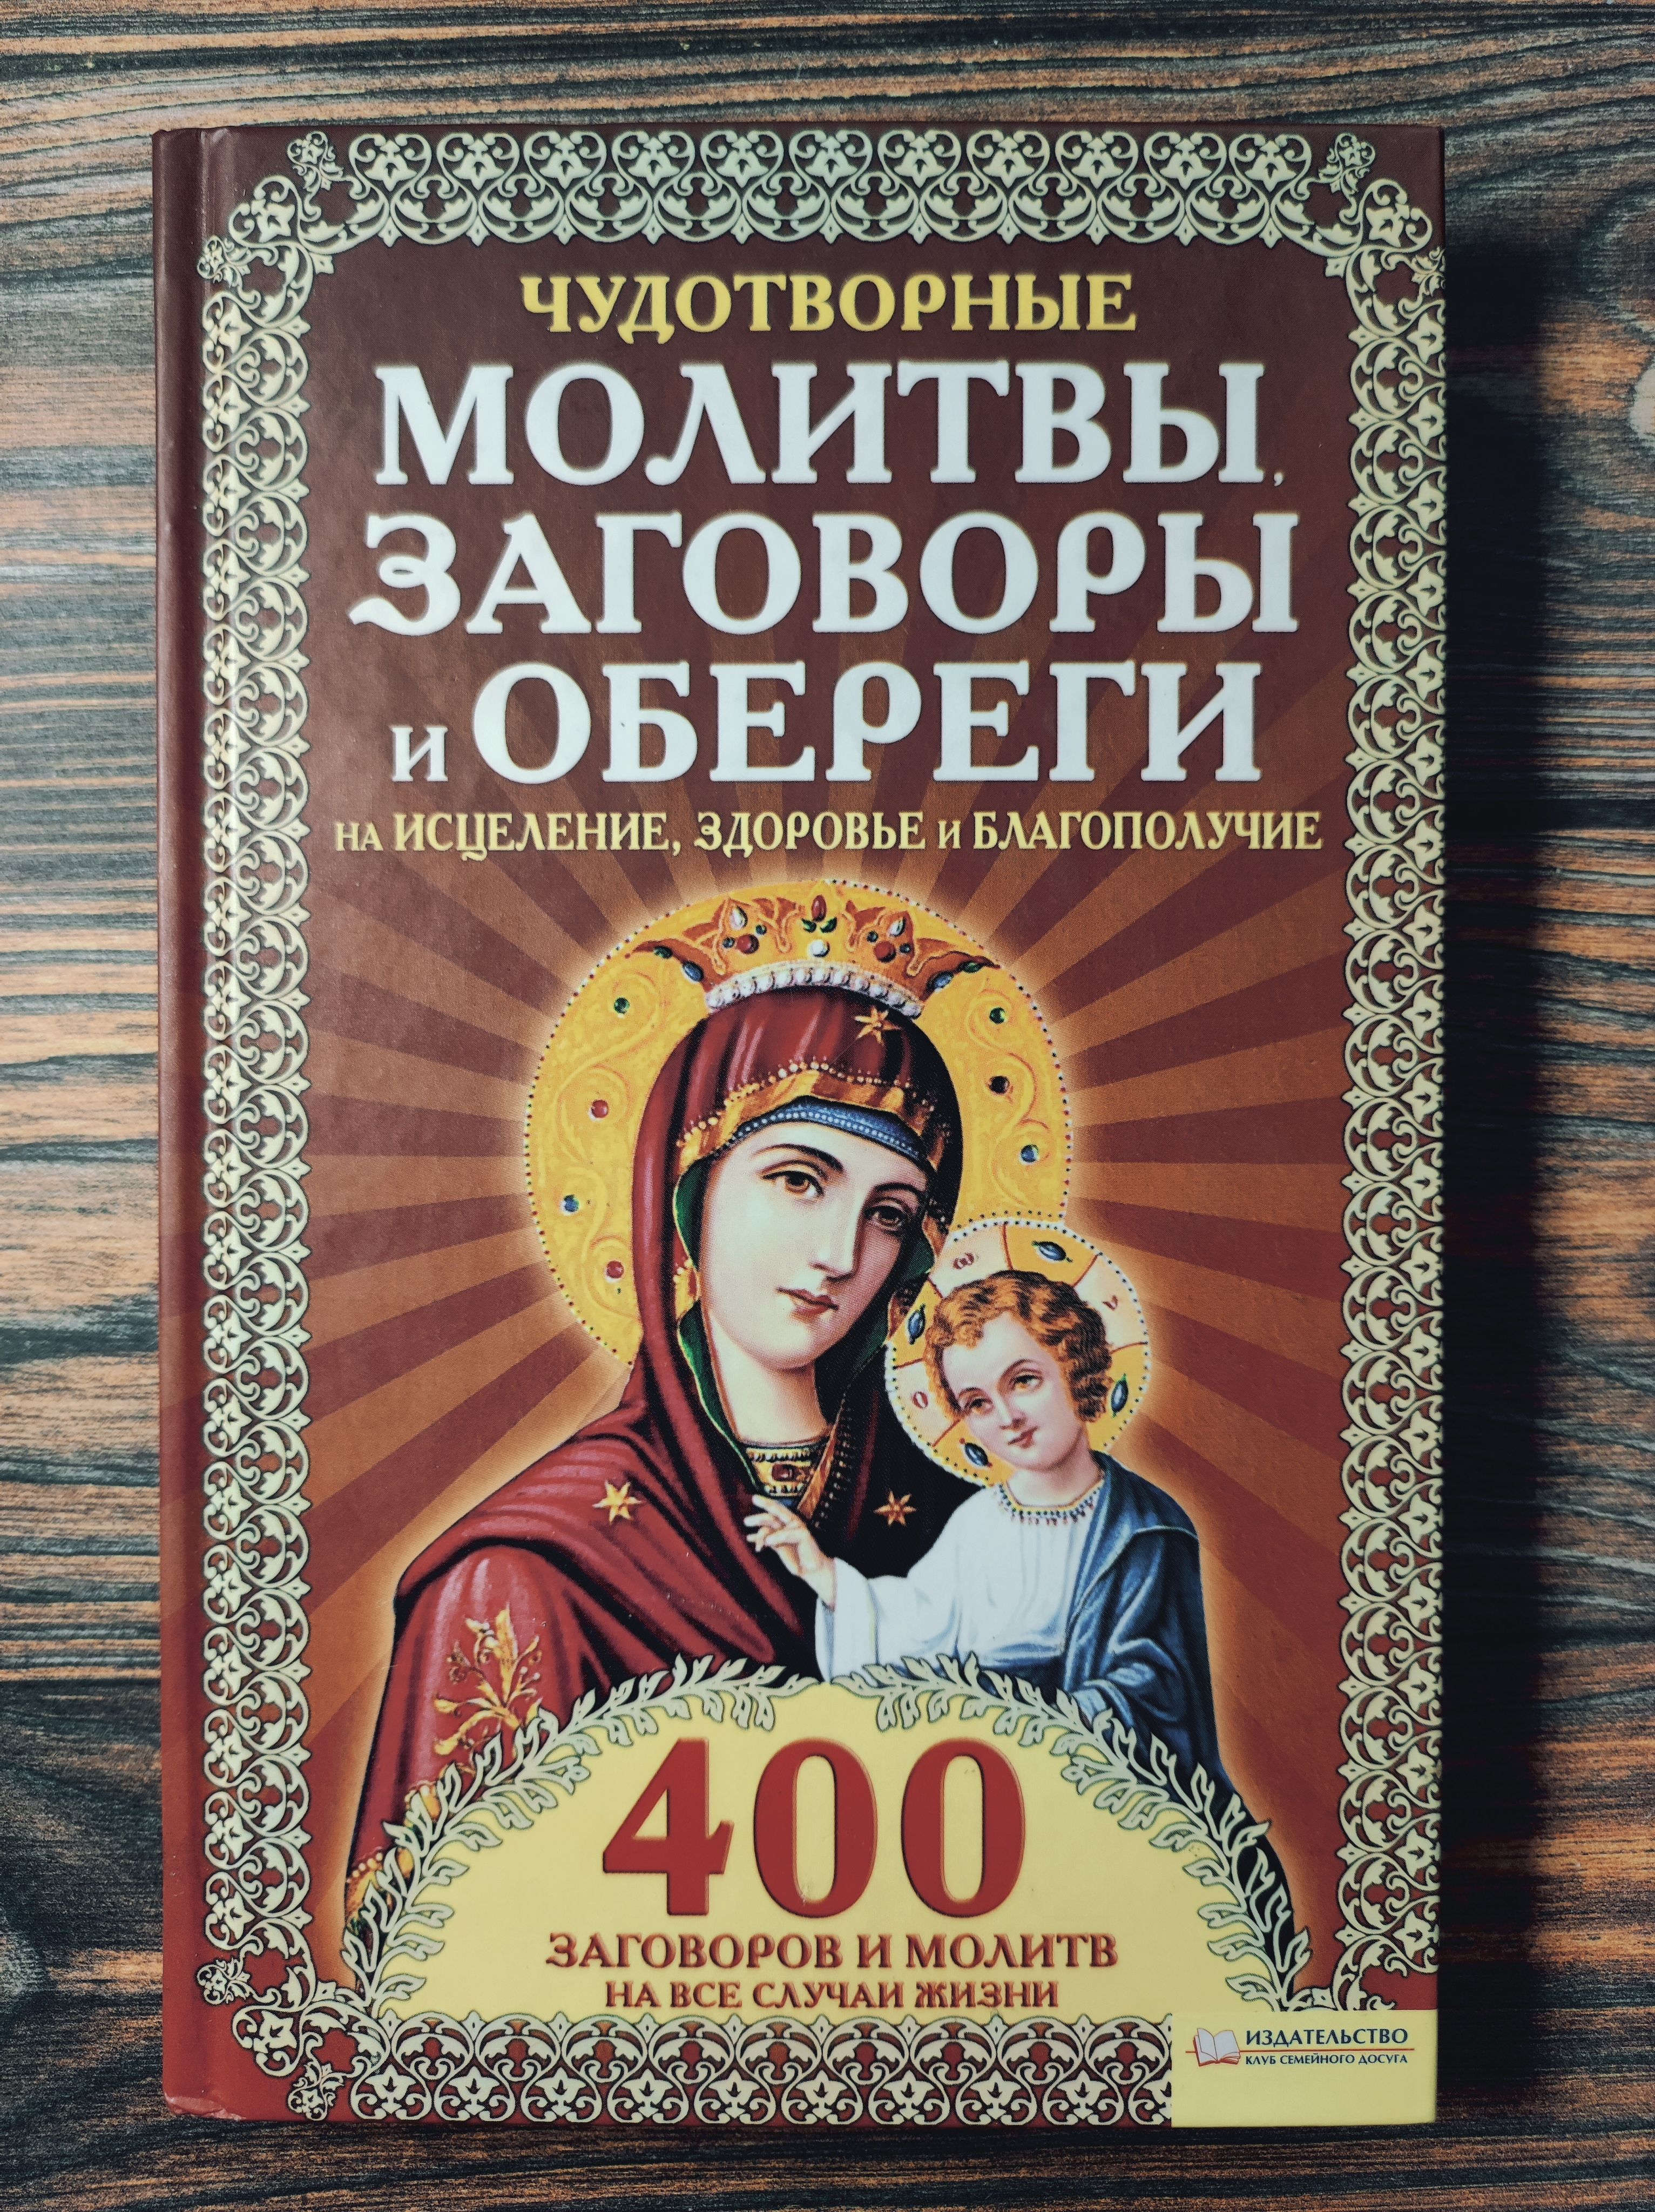 ЧУДОТВОРНЫЕ
МОЛИТВЫ,
ЗАГОВОРЫ
И ОБЕРЕГИ
НА ИСЦЕЛЕНИЕ, ЗДОРОВЬЕ И БЛАГОПОЛУЧИЕ
400
ЗАГОВОРОВ И МОЛИТВ
НА ВСЕ СЛУЧАИ ЖИЗНИ
ИЗДАТЕЛЬСТВО
КЛУБ СЕМЕЙНОГО ДОСУГА